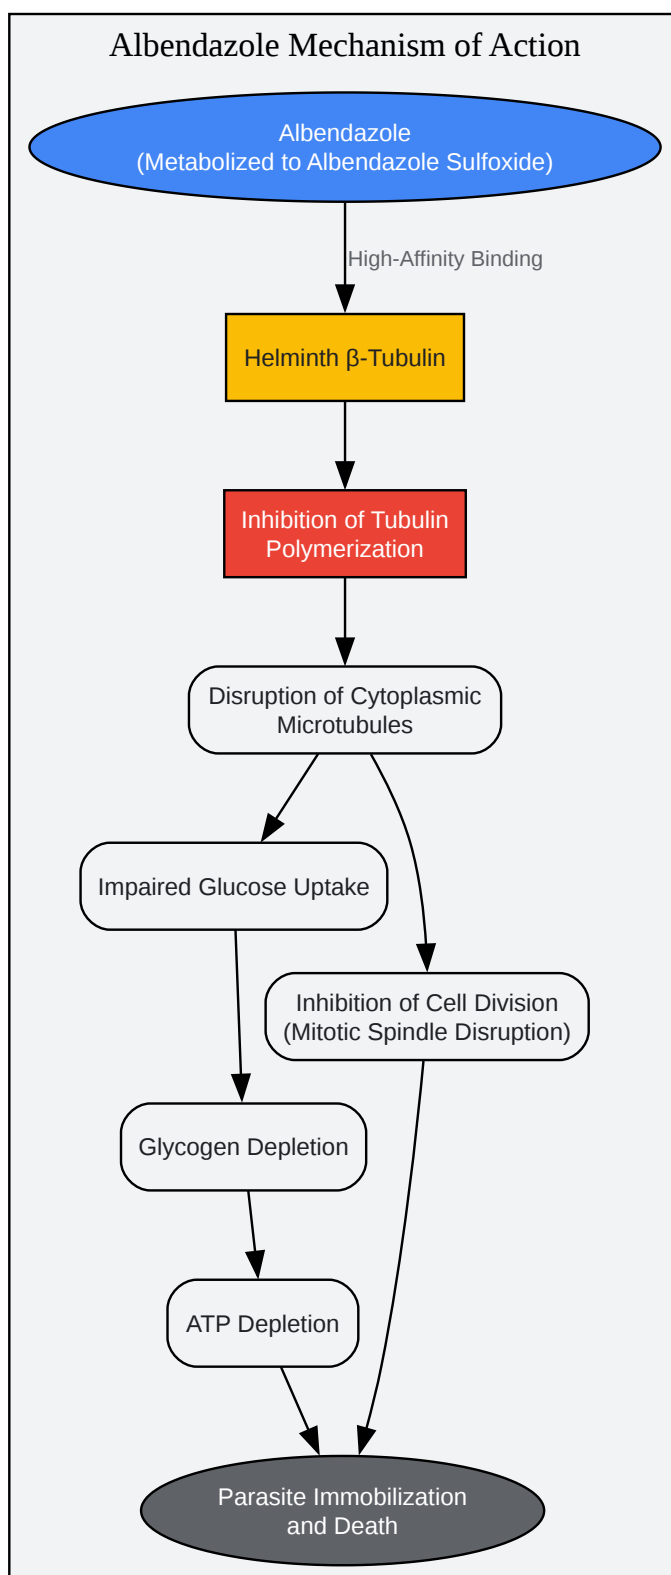 Albendazole Mechanism of Action
Albendazole
(Metabolized to Albendazole Sulfoxide)
High-Affinity Binding
Helminth β-Tubulin
Inhibition of Tubulin
Polymerization
Disruption of Cytoplasmic
Microtubules
Impaired Glucose Uptake
Inhibition of Cell Division
(Mitotic Spindle Disruption)
Glycogen Depletion
ATP Depletion
Parasite Immobilization
and Death